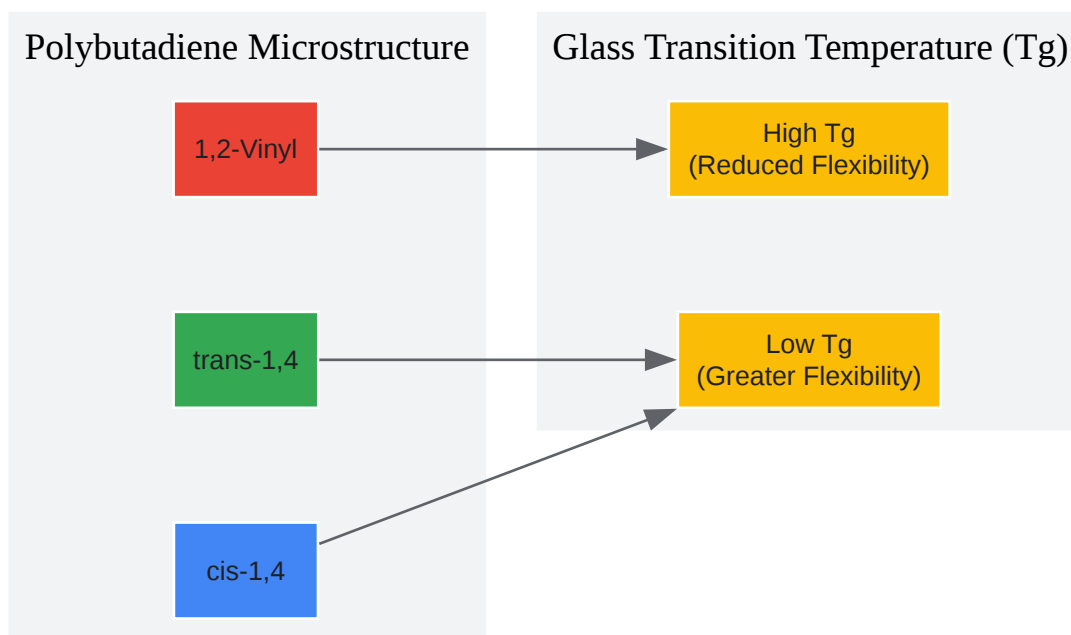 Polybutadiene Microstructure
Glass Transition Temperature (Tg)
1,2-Vinyl
High Tg
(Reduced Flexibility)
trans-1,4
Low Tg
(Greater Flexibility)
cis-1,4